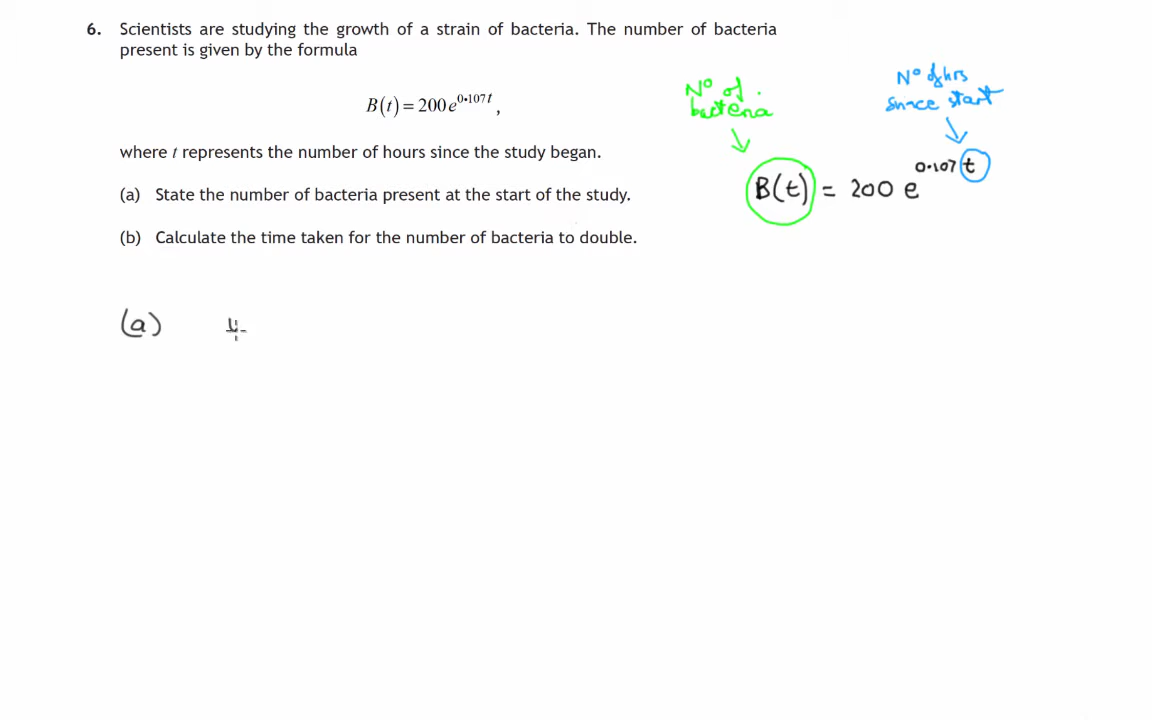 6. Scientists are studying the growth of a strain of bacteria. The number of bacteria
present is given by the formula
B(t) = 200e^0·107t,
where t represents the number of hours since the study began.
(a) State the number of bacteria present at the start of the study.
(b) Calculate the time taken for the number of bacteria to double.
Nº of
bacteria
Nº of hrs
since start
B(t) = 200 e^0·107t
(a)